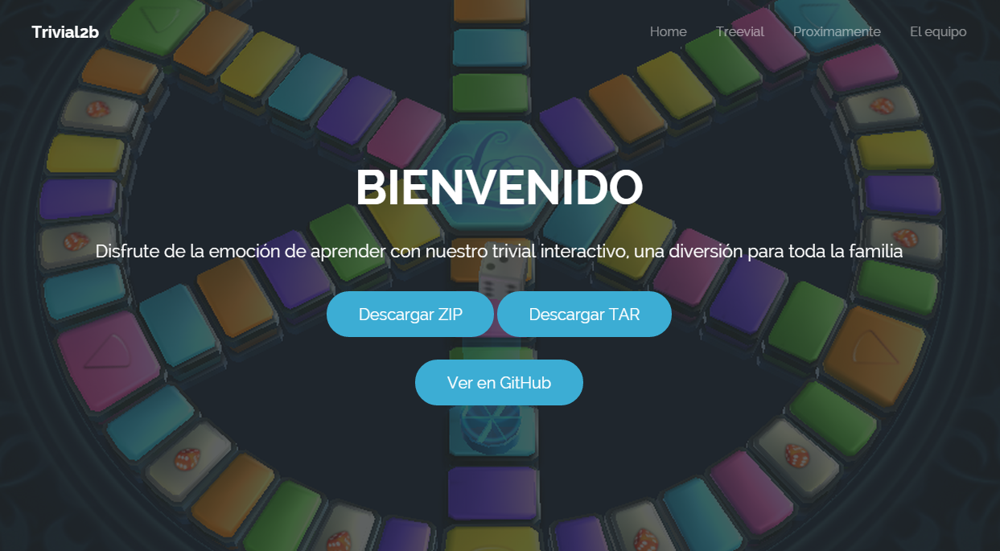 Trivial2b
Home Treevial Proximamente El equipo
BIENVENIDO
Disfrute de la emoción de aprender con nuestro trivial interactivo, una diversión para toda la familia
Descargar ZIP Descargar TAR
Ver en GitHub